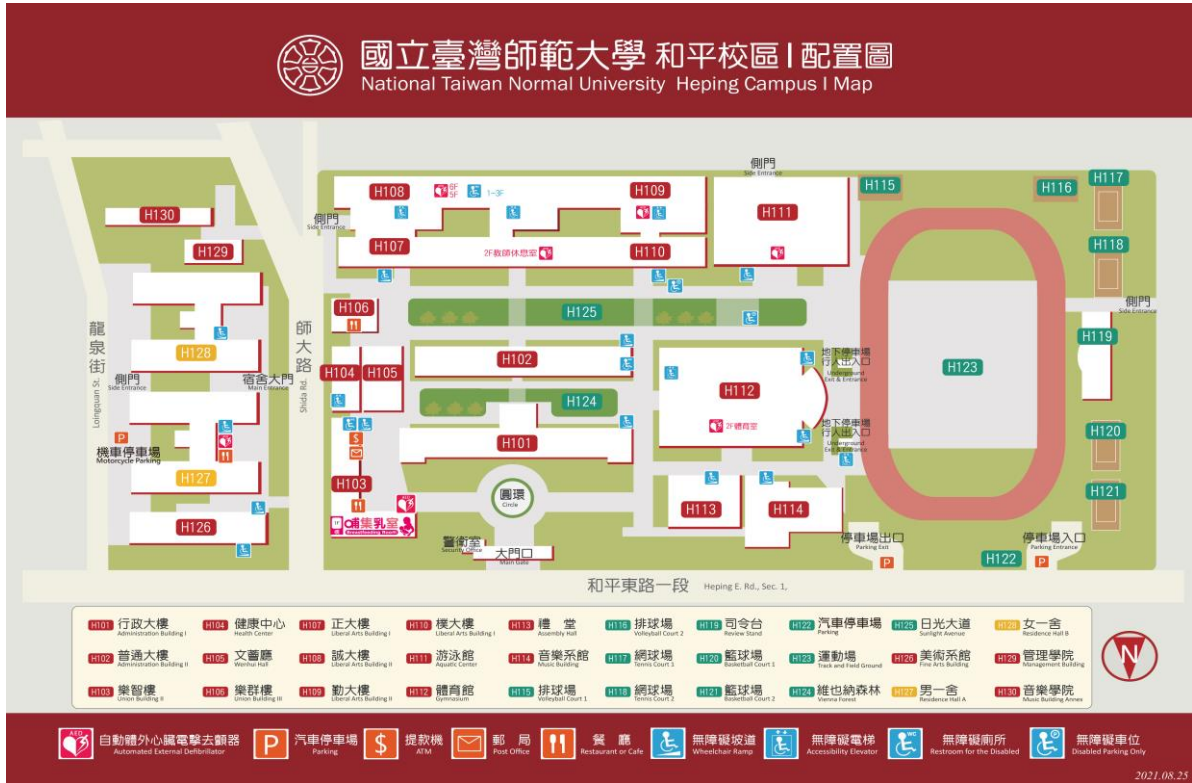 國立臺灣師範大學 和平校區 I 配置圖
National Taiwan Normal University Heping Campus I Map
側門
Side Entrance
H115
H116
H117
H108
6F
5F
1~3F
H109
H111
H130
側門
Side Entrance
H129
H107
2F教師休息室
H110
H118
側門
Side Entrance
H106
H125
H119
龍泉街
Loingquan St.
師大路
Shida Rd.
H128
H102
地下停車場
行人出入口
Underground
Exit & Entrance
H123
H104
H105
側門
Side Entrance
宿舍大門
Main Entrance
H112
H124
2F體育室
地下停車場
行人出入口
Underground
Exit & Entrance
H120
機車停車場
Motorcycle Parking
H101
H127
H103
圓環
Circle
AED
H113
H114
H121
H126
哺集乳室
警衛室
Security Office
大門口
Main Gate
停車場出口
Parking Exit
H122
停車場入口
Parking Entrance
和平東路一段 Heping E. Rd., Sec. 1,
H101 行政大樓 Administration Building I
H104 健康中心 Health Center
H107 正大樓 Liberal Arts Building I
H110 樸大樓 Liberal Arts Building I
H113 禮 堂 Assembly Hall
H116 排球場 Volleyball Court 2
H119 司令台 Review Stand
H122 汽車停車場 Parking
H125 日光大道 Sunlight Avenue
H128 女一舍 Residence Hall B
H102 普通大樓 Administration Building II
H105 文薈廳 Wenhui Hall
H108 誠大樓 Liberal Arts Building II
H111 游泳館 Aquatic Center
H114 音樂系館 Music Building
H117 網球場 Tennis Court 1
H120 籃球場 Basketball Court 1
H123 運動場 Track and Field Ground
H126 美術系館 Fine Arts Building
H129 管理學院 Management Building
H103 樂智樓 Union Building II
H106 樂群樓 Union Building III
H109 勤大樓 Liberal Arts Building II
H112 體育館 Gymnasium
H115 排球場 Volleyball Court 1
H118 網球場 Tennis Court 2
H121 籃球場 Basketball Court 2
H124 維也納森林 Vienna Forest
H127 男一舍 Residence Hall A
H130 音樂學院 Music Building Annex
N
AED
自動體外心臟電擊去顫器
Automated External Defibrillator
P
汽車停車場
Parking
$
提款機
ATM
郵 局
Post Office
餐 廳
Restaurant or Cafe
無障礙坡道
Wheelchair Ramp
無障礙電梯
Accessibility Elevator
WC
無障礙廁所
Restroom for the Disabled
P
無障礙車位
Disabled Parking Only
2021.08.25